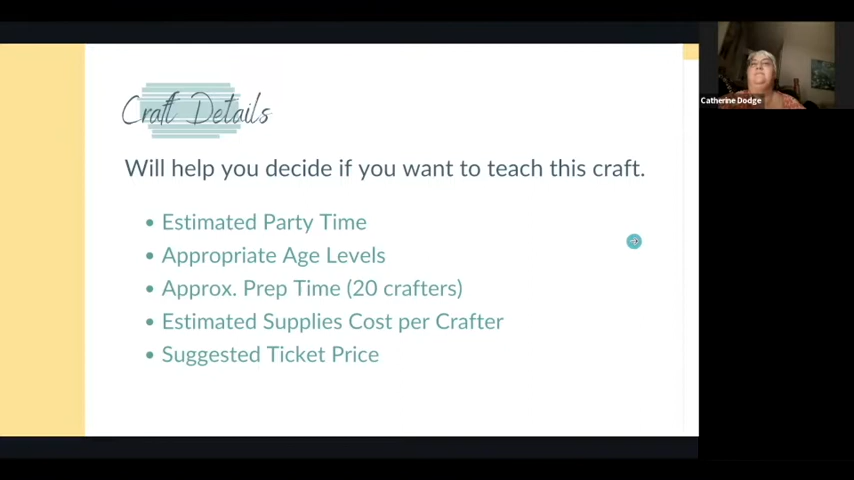 Craft Details
Will help you decide if you want to teach this craft.
• Estimated Party Time
• Appropriate Age Levels
• Approx. Prep Time (20 crafters)
• Estimated Supplies Cost per Crafter
• Suggested Ticket Price
Catherine Dodge